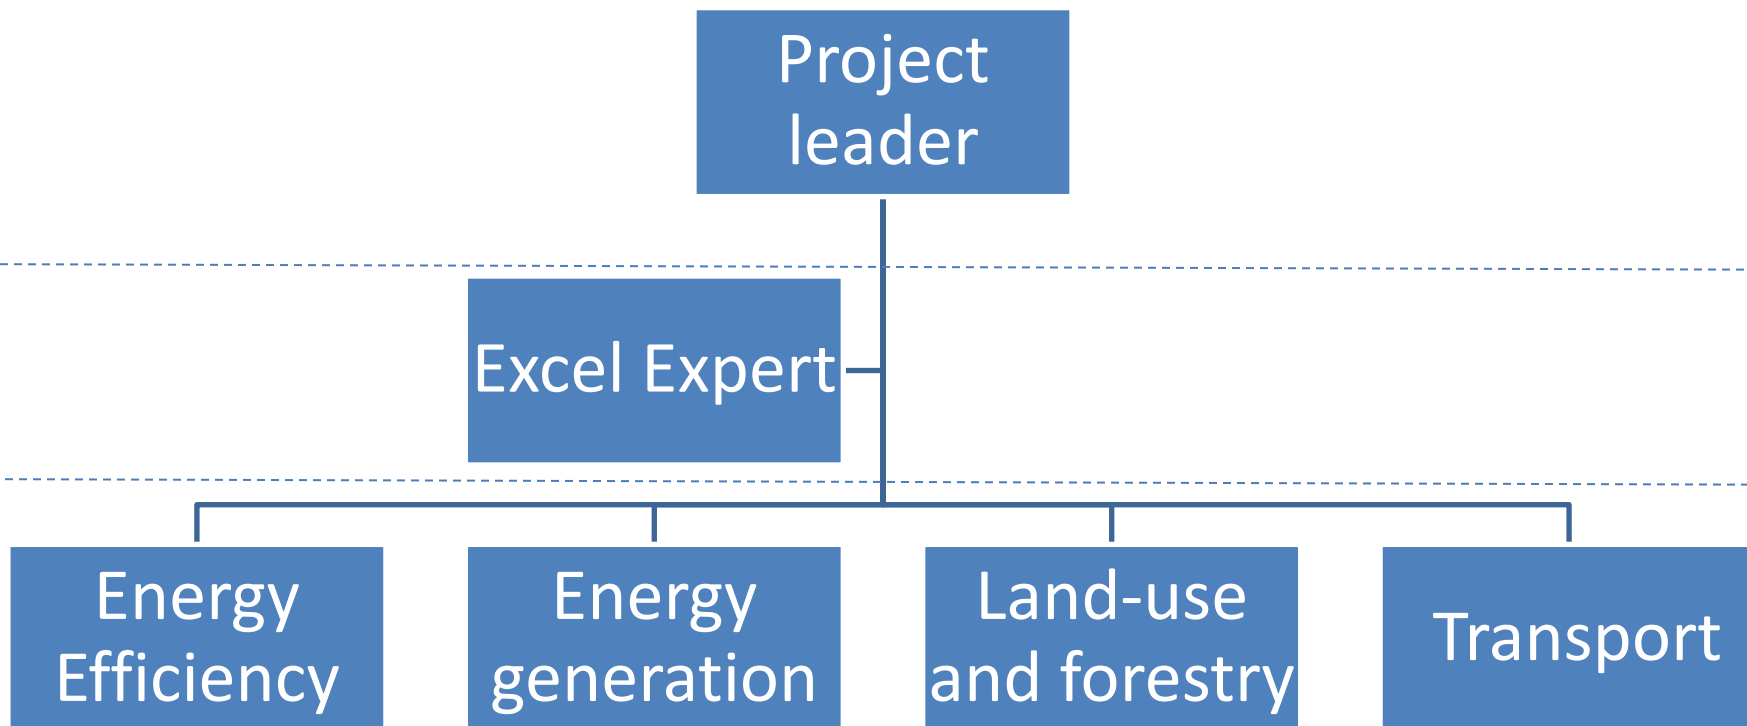 Project
leader
Excel Expert
Energy
Efficiency
Energy
generation
Land-use
and forestry
Transport